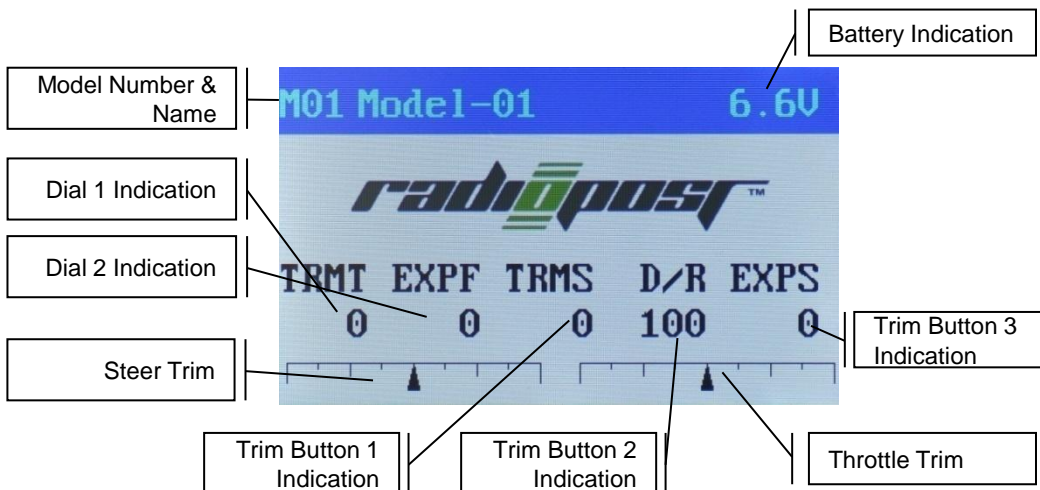 Battery Indication
Model Number &
Name
M01 Model-01 6.6V
Dial 1 Indication
radiopost™
Dial 2 Indication
TRMT EXPF TRMS D/R EXPS
0 0 0 100 0
Trim Button 3
Indication
Steer Trim
Trim Button 1
Indication
Trim Button 2
Indication
Throttle Trim